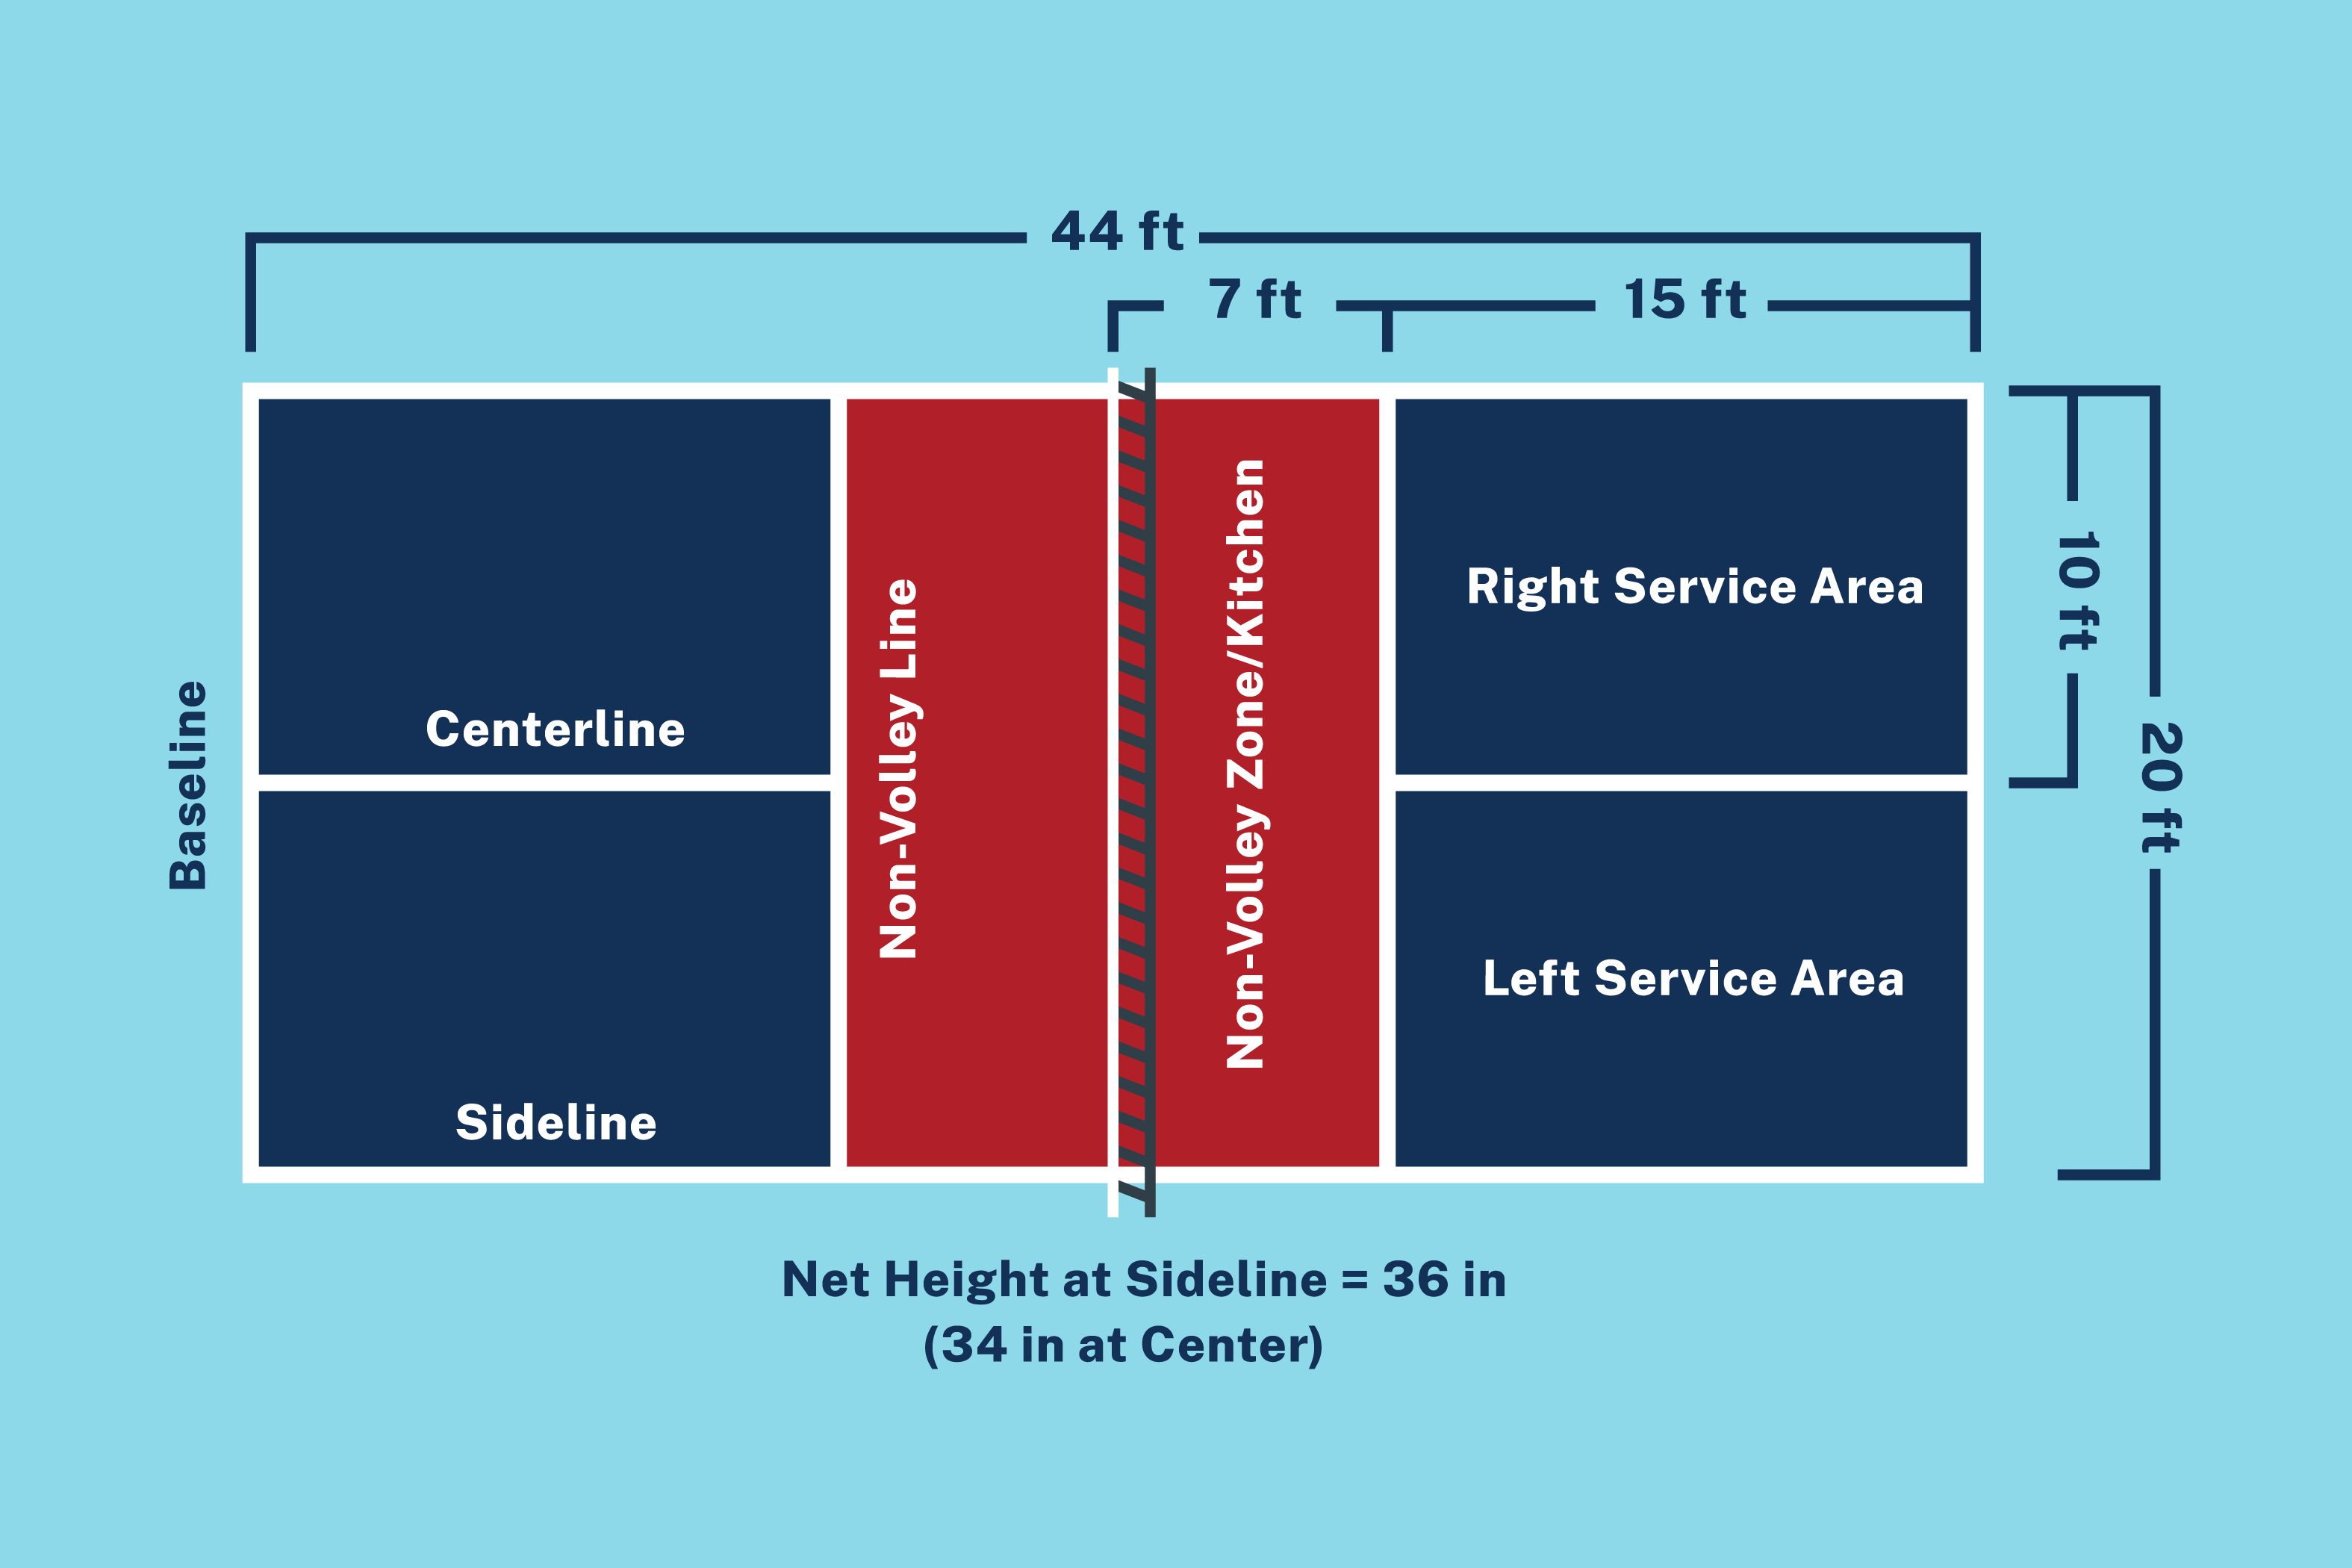 44 ft
7 ft
15 ft
Baseline
Centerline
Sideline
Non-Volley Line
Non-Volley Zone/Kitchen
Right Service Area
Left Service Area
10 ft
20 ft
Net Height at Sideline = 36 in
(34 in at Center)